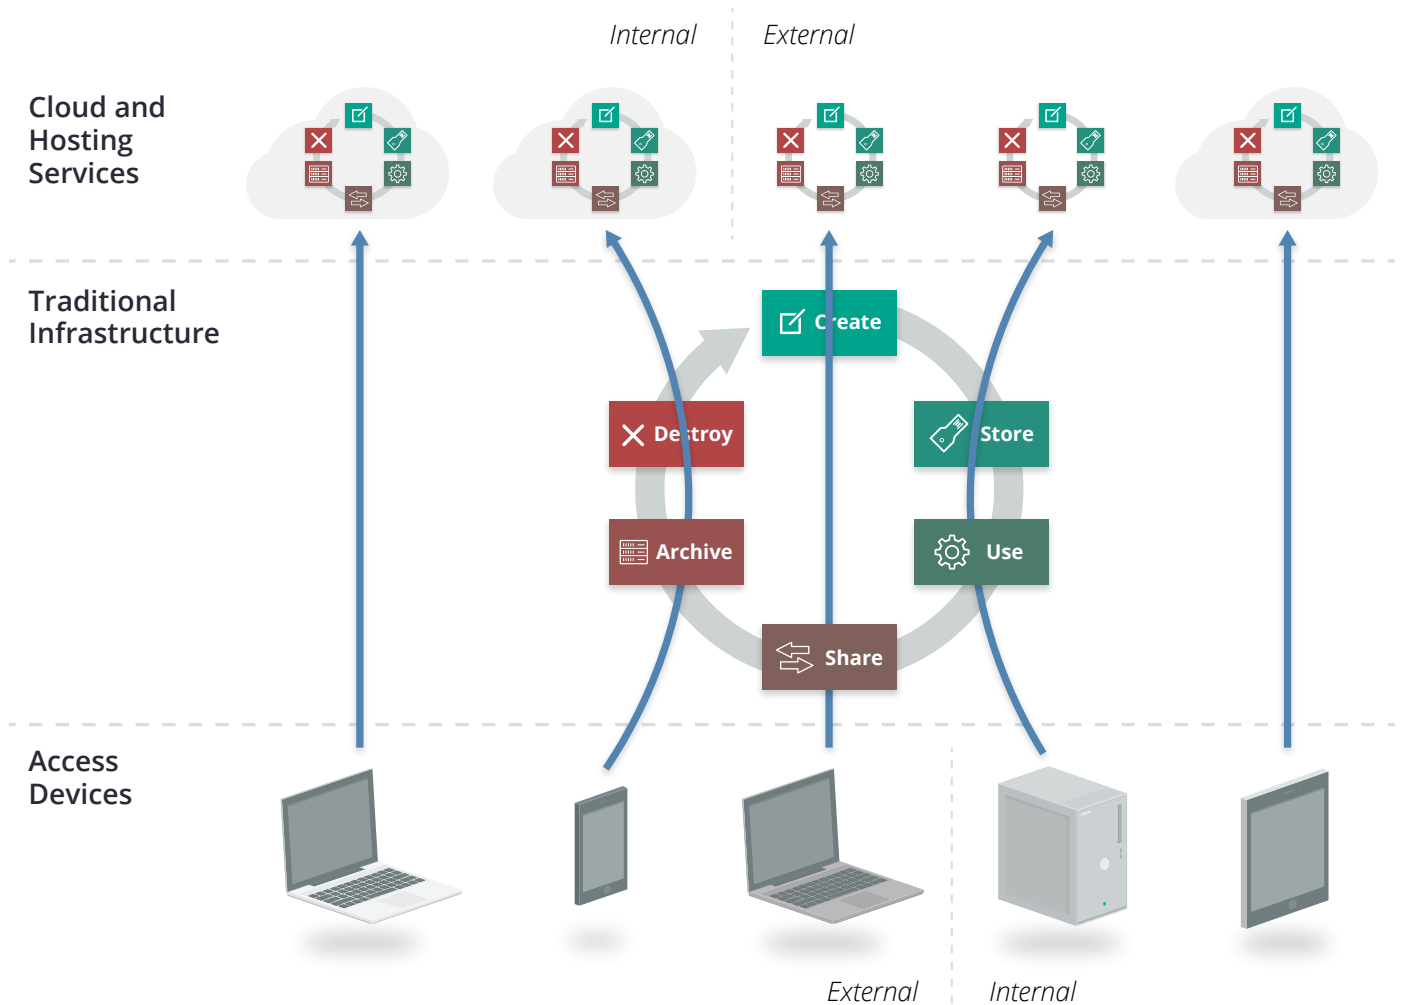 Internal
External
Cloud and
Hosting
Services
Traditional
Infrastructure
Create
Destroy
Store
Archive
Use
Share
Access
Devices
External
Internal